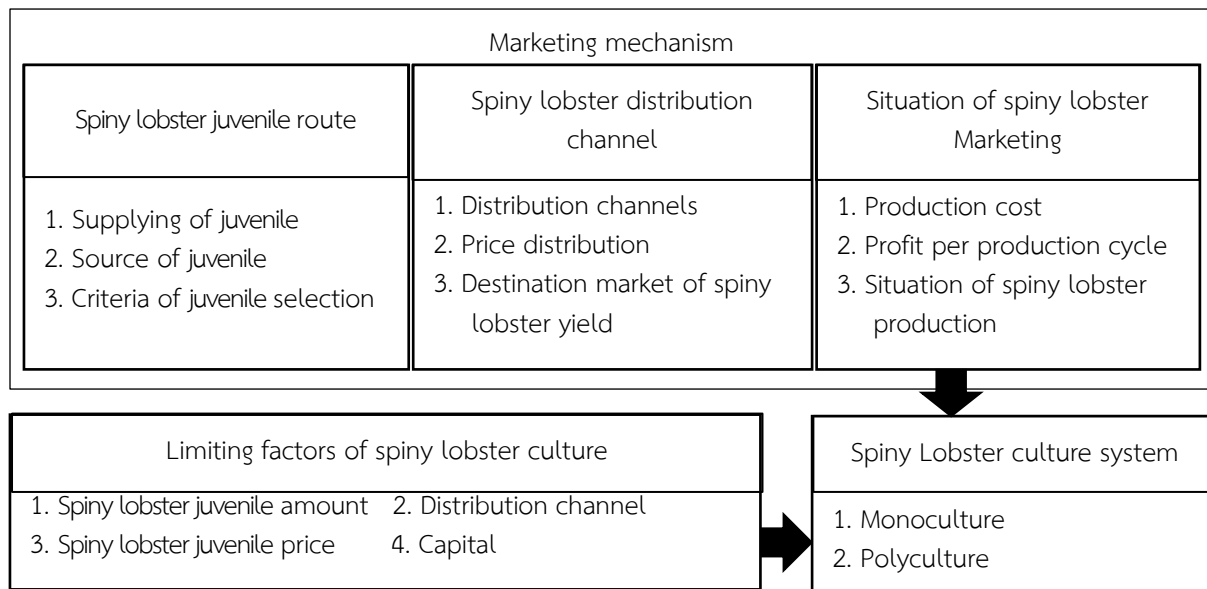 Marketing mechanism
Spiny lobster juvenile route
1. Supplying of juvenile
2. Source of juvenile
3. Criteria of juvenile selection
Spiny lobster distribution
channel
1. Distribution channels
2. Price distribution
3. Destination market of spiny
lobster yield
Situation of spiny lobster
Marketing
1. Production cost
2. Profit per production cycle
3. Situation of spiny lobster
production
Limiting factors of spiny lobster culture
1. Spiny lobster juvenile amount 2. Distribution channel
3. Spiny lobster juvenile price 4. Capital
Spiny Lobster culture system
1. Monoculture
2. Polyculture